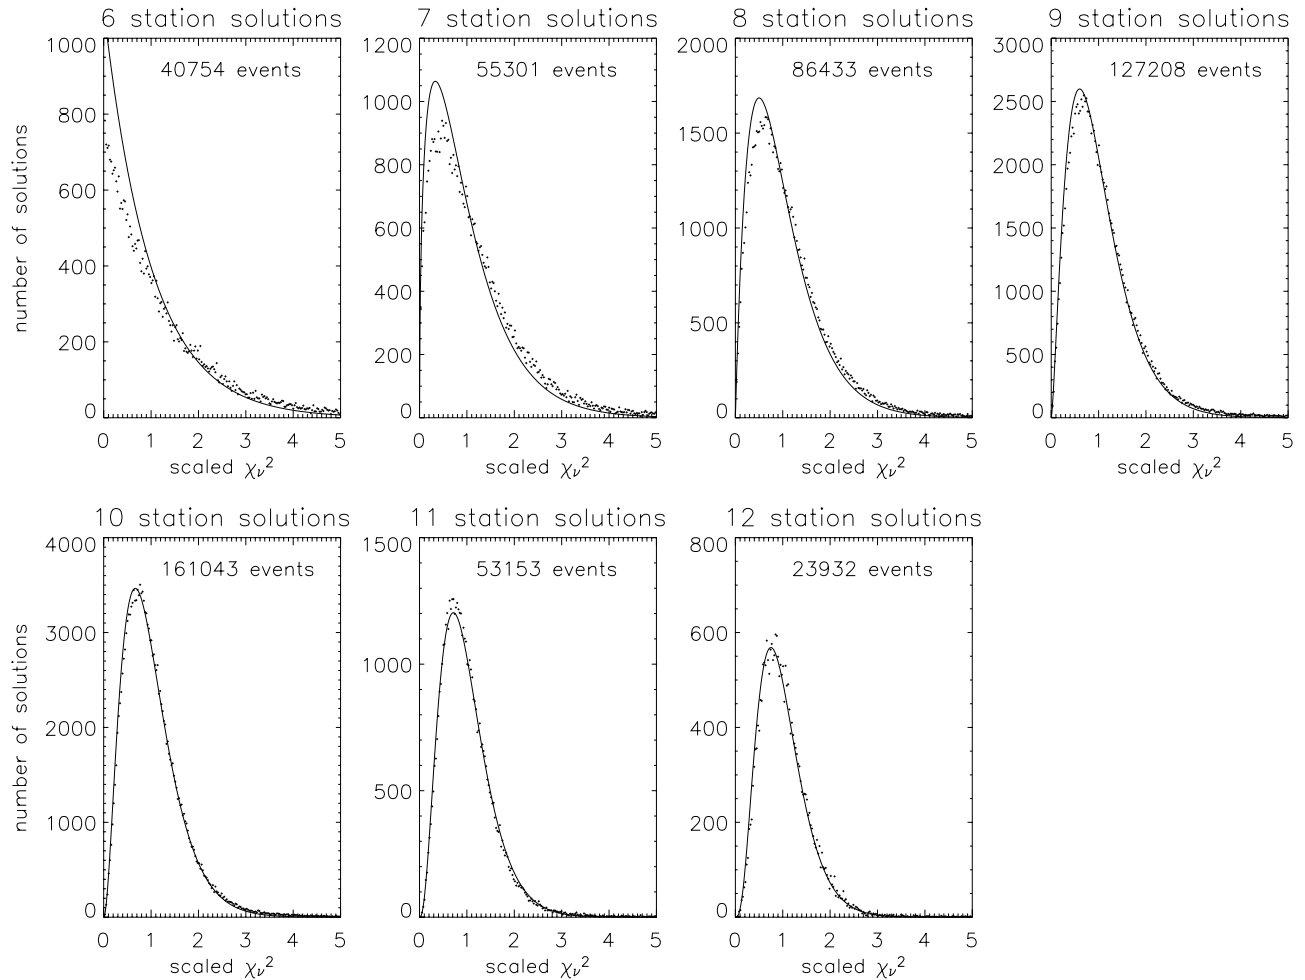 6 station solutions
7 station solutions
8 station solutions
9 station solutions
40754 events
55301 events
86433 events
127208 events
number of solutions
1000
800
600
400
200
0
1200
1000
800
600
400
200
0
2000
1500
1000
500
0
3000
2500
2000
1500
1000
500
0
0 1 2 3 4 5
0 1 2 3 4 5
0 1 2 3 4 5
0 1 2 3 4 5
scaled χν²
scaled χν²
scaled χν²
scaled χν²
10 station solutions
11 station solutions
12 station solutions
161043 events
53153 events
23932 events
number of solutions
4000
3000
2000
1000
0
1500
1000
500
0
800
600
400
200
0
0 1 2 3 4 5
0 1 2 3 4 5
0 1 2 3 4 5
scaled χν²
scaled χν²
scaled χν²